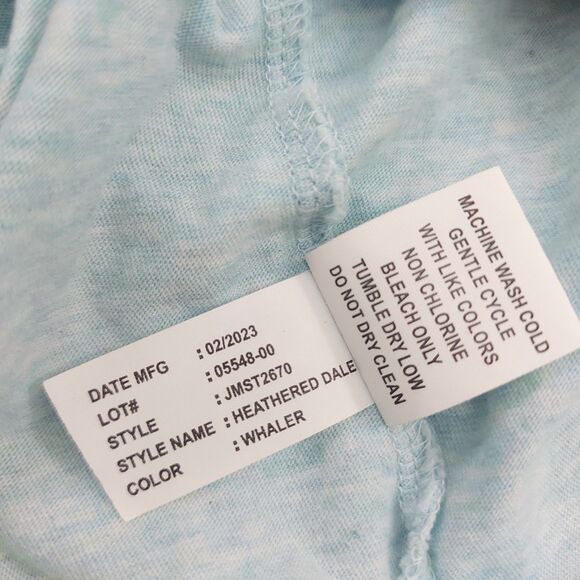 DATE MFG : 02/2023
LOT# : 05548-00
STYLE : JMST2670
STYLE NAME : HEATHERED DALE
COLOR : WHALER
MACHINE WASH COLD
GENTLE CYCLE
WITH LIKE COLORS
NON CHLORINE
BLEACH ONLY
TUMBLE DRY LOW
DO NOT DRY CLEAN